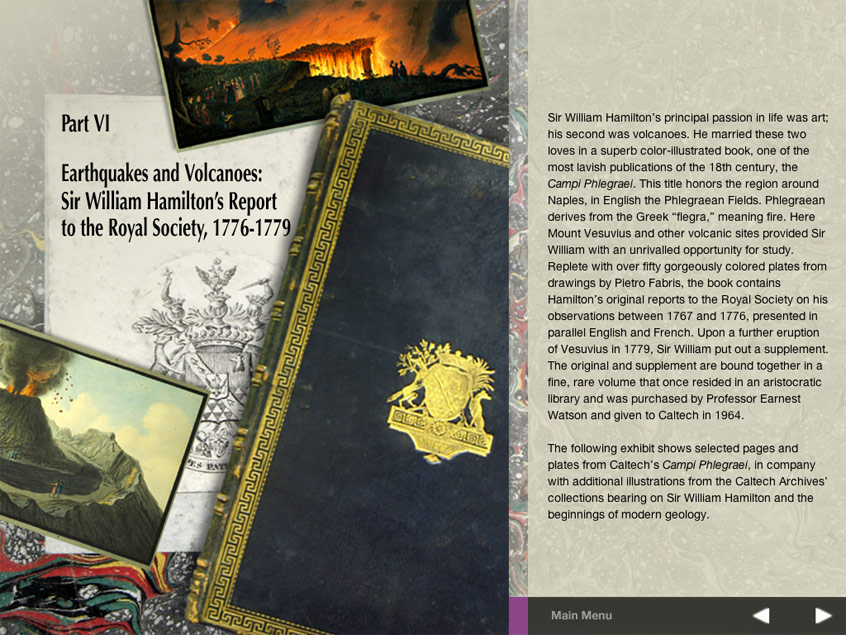 Part VI
Earthquakes and Volcanoes:
Sir William Hamilton's Report
to the Royal Society, 1776-1779
Sir William Hamilton's principal passion in life was art;
his second was volcanoes. He married these two
loves in a superb color-illustrated book, one of the
most lavish publications of the 18th century, the
Campi Phlegraei. This title honors the region around
Naples, in English the Phlegraean Fields. Phlegraean
derives from the Greek “flegra,” meaning fire. Here
Mount Vesuvius and other volcanic sites provided Sir
William with an unrivalled opportunity for study.
Replete with over fifty gorgeously colored plates from
drawings by Pietro Fabris, the book contains
Hamilton's original reports to the Royal Society on his
observations between 1767 and 1776, presented in
parallel English and French. Upon a further eruption
of Vesuvius in 1779, Sir William put out a supplement.
The original and supplement are bound together in a
fine, rare volume that once resided in an aristocratic
library and was purchased by Professor Earnest
Watson and given to Caltech in 1964.
The following exhibit shows selected pages and
plates from Caltech's Campi Phlegraei, in company
with additional illustrations from the Caltech Archives'
collections bearing on Sir William Hamilton and the
beginnings of modern geology.
Main Menu